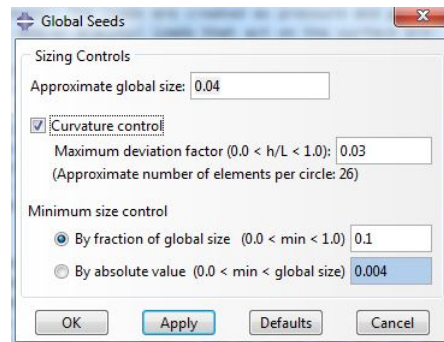 Global Seeds
Sizing Controls
Approximate global size: 0.04
Curvature control
Maximum deviation factor (0.0 < h/L < 1.0): 0.03
(Approximate number of elements per circle: 26)
Minimum size control
By fraction of global size (0.0 < min < 1.0) 0.1
By absolute value (0.0 < min < global size) 0.004
OK Apply Defaults Cancel